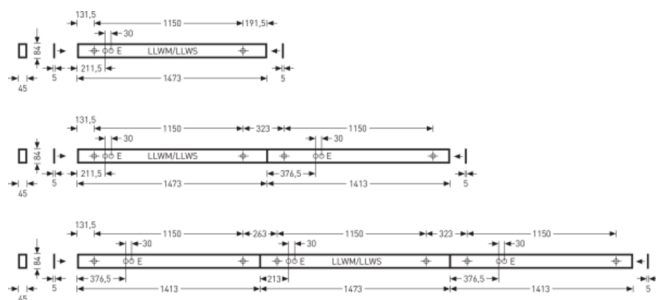 131,5 1150 191,5
30
84 E LLWM/LLWS
211,5
45 5 1473 5
131,5 1150 323 1150
30 30
84 E LLWM/LLWS E
211,5 376,5
45 5 1473 1413 5
131,5 1150 263 1150 323 1150
30 30 30
84 E E LLWM/LLWS E
376,5 213 376,5
45 5 1413 1473 1413 5